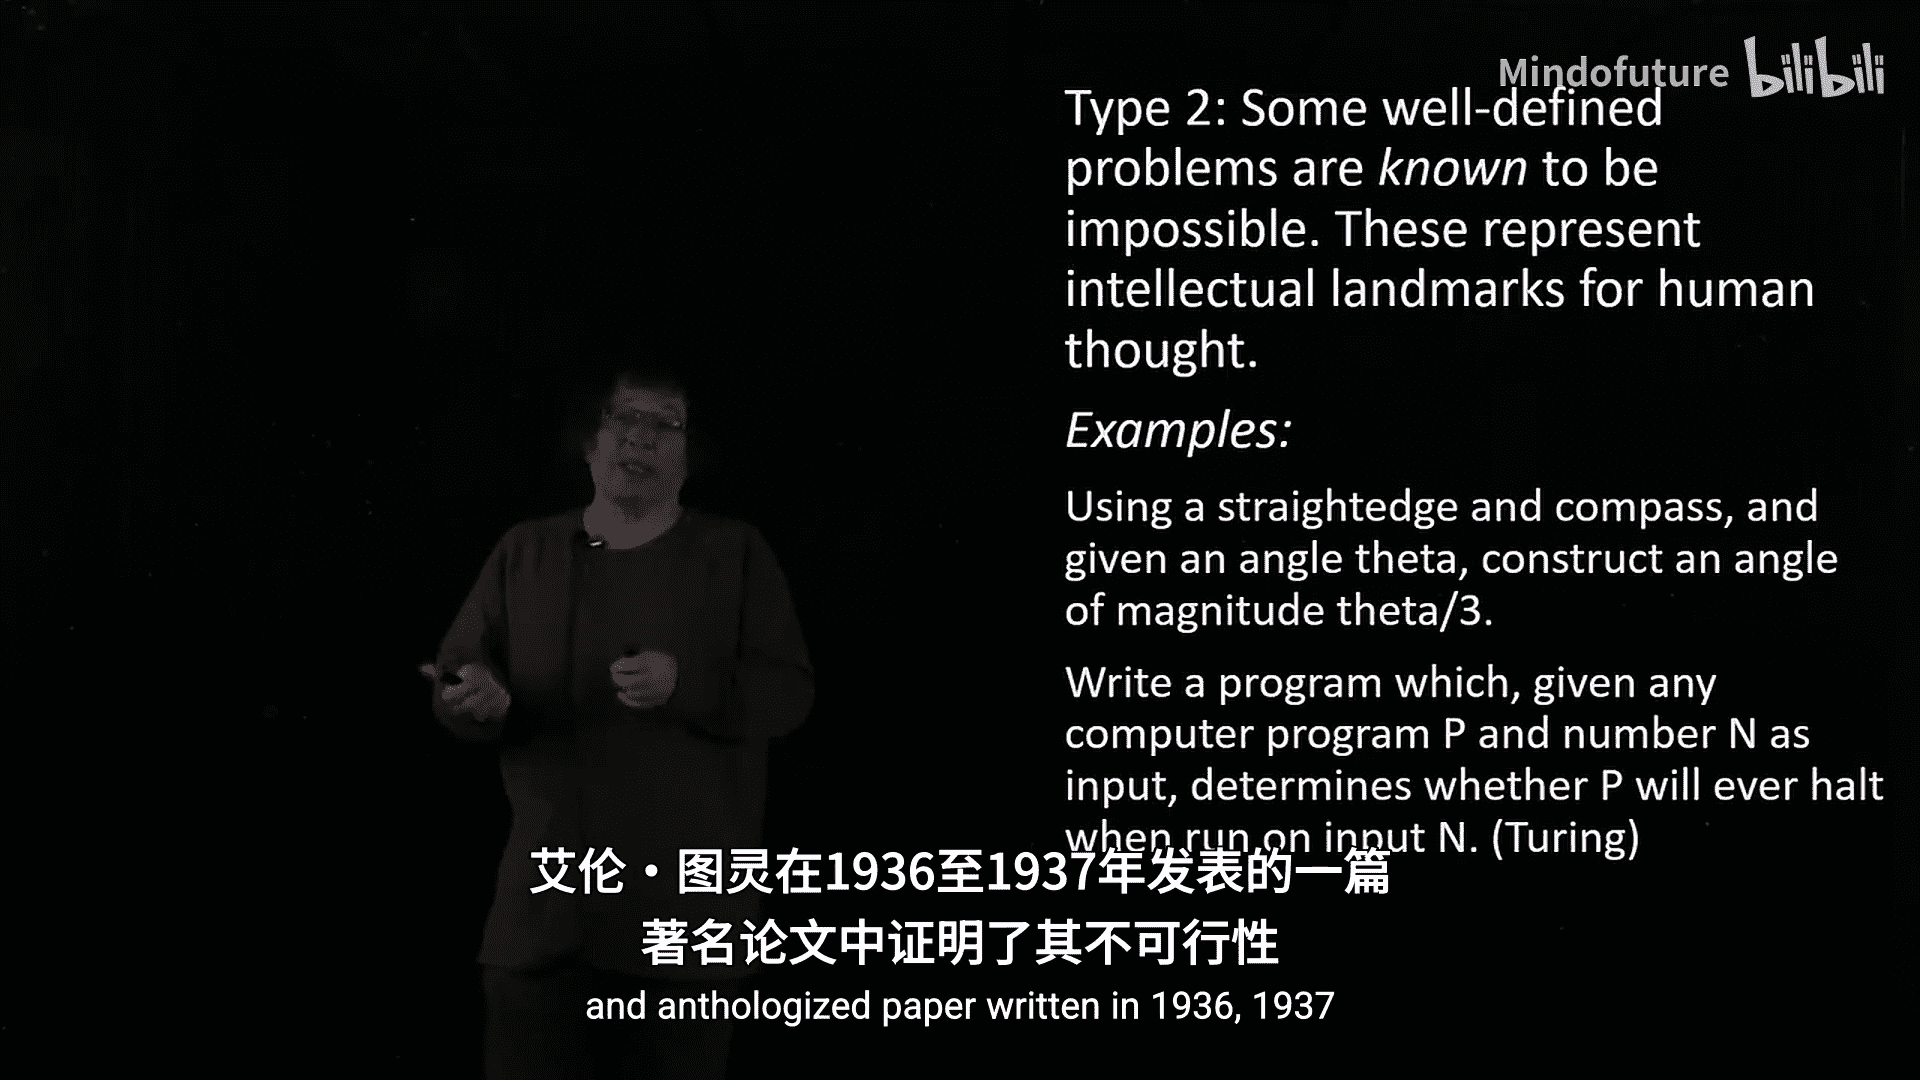 Mindofuture bilibili
Type 2: Some well-defined
problems are known to be
impossible. These represent
intellectual landmarks for human
thought.
Examples:
Using a straightedge and compass, and
given an angle theta, construct an angle
of magnitude theta/3.
Write a program which, given any
computer program P and number N as
input, determines whether P will ever halt
when run on input N. (Turing)
艾伦·图灵在1936至1937年发表的一篇
著名论文中证明了其不可行性
and anthologized paper written in 1936, 1937